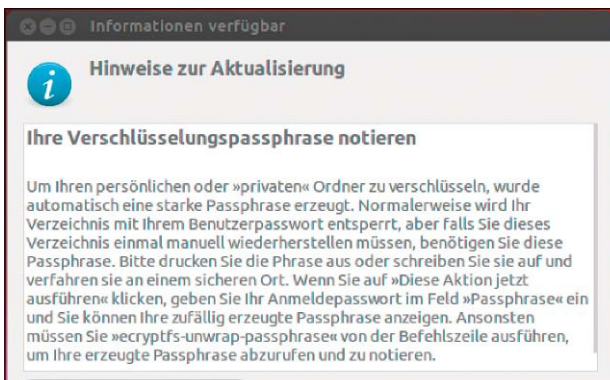 Informationen verfügbar
Hinweise zur Aktualisierung
Ihre Verschlüsselungspassphrase notieren
Um Ihren persönlichen oder »privaten« Ordner zu verschlüsseln, wurde
automatisch eine starke Passphrase erzeugt. Normalerweise wird Ihr
Verzeichnis mit Ihrem Benutzerpasswort entsperrt, aber falls Sie dieses
Verzeichnis einmal manuell wiederherstellen müssen, benötigen Sie diese
Passphrase. Bitte drucken Sie die Phrase aus oder schreiben Sie sie auf und
verfahren sie an einem sicheren Ort. Wenn Sie auf »Diese Aktion jetzt
ausführen« klicken, geben Sie Ihr Anmeldepasswort im Feld »Passphrase« ein
und Sie können Ihre zufällig erzeugte Passphrase anzeigen. Ansonsten
müssen Sie »ecryptfs-unwrap-passphrase« von der Befehlszeile ausführen,
um Ihre erzeugte Passphrase abzurufen und zu notieren.